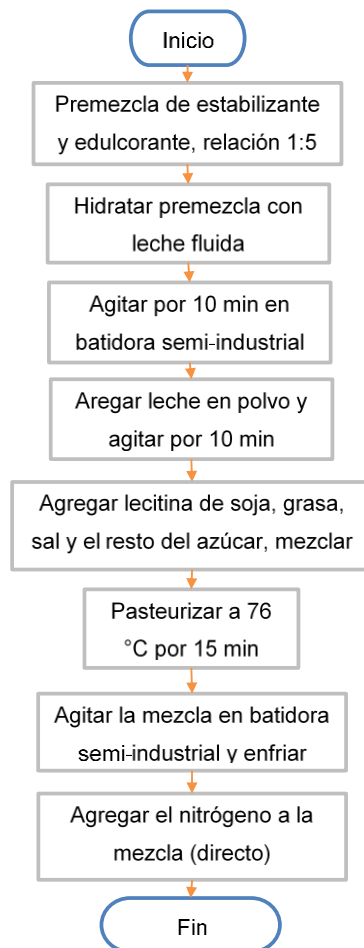 Inicio
Premezcla de estabilizante
y edulcorante, relación 1:5
Hidratar premezcla con
leche fluida
Agitar por 10 min en
batidora semi-industrial
Aregar leche en polvo y
agitar por 10 min
Agregar lecitina de soja, grasa,
sal y el resto del azúcar, mezclar
Pasteurizar a 76
°C por 15 min
Agitar la mezcla en batidora
semi-industrial y enfriar
Agregar el nitrógeno a la
mezcla (directo)
Fin